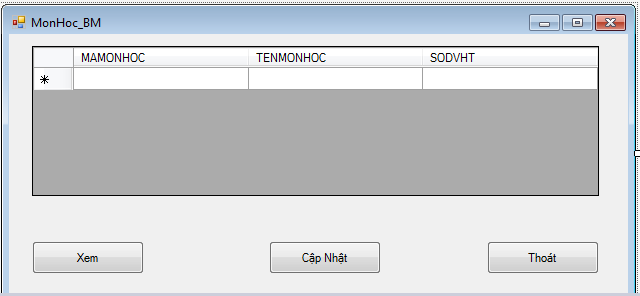 MonHoc_BM
MAMONHOC TENMONHOC SODVHT
Xem Cập Nhật Thoát